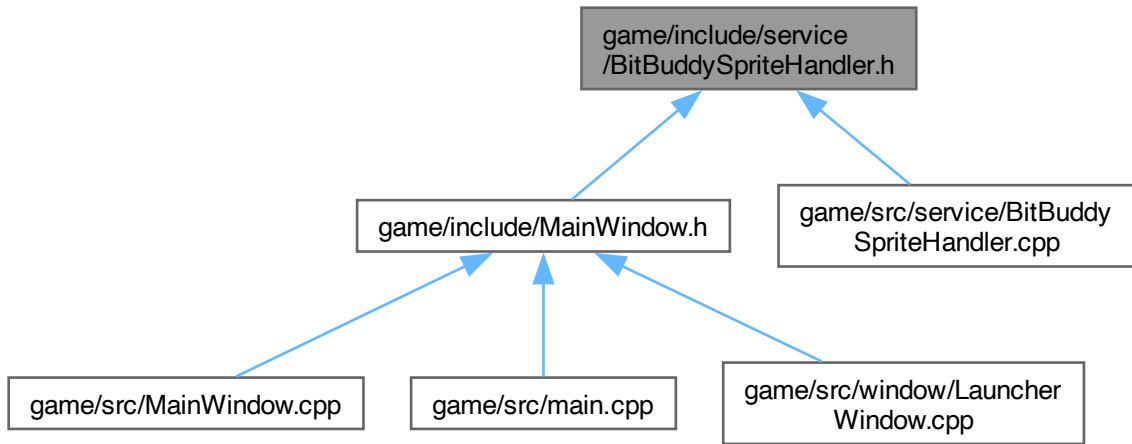 game/include/service
/BitBuddySpriteHandler.h
game/include/MainWindow.h
game/src/service/BitBuddy
SpriteHandler.cpp
game/src/MainWindow.cpp
game/src/main.cpp
game/src/window/Launcher
Window.cpp